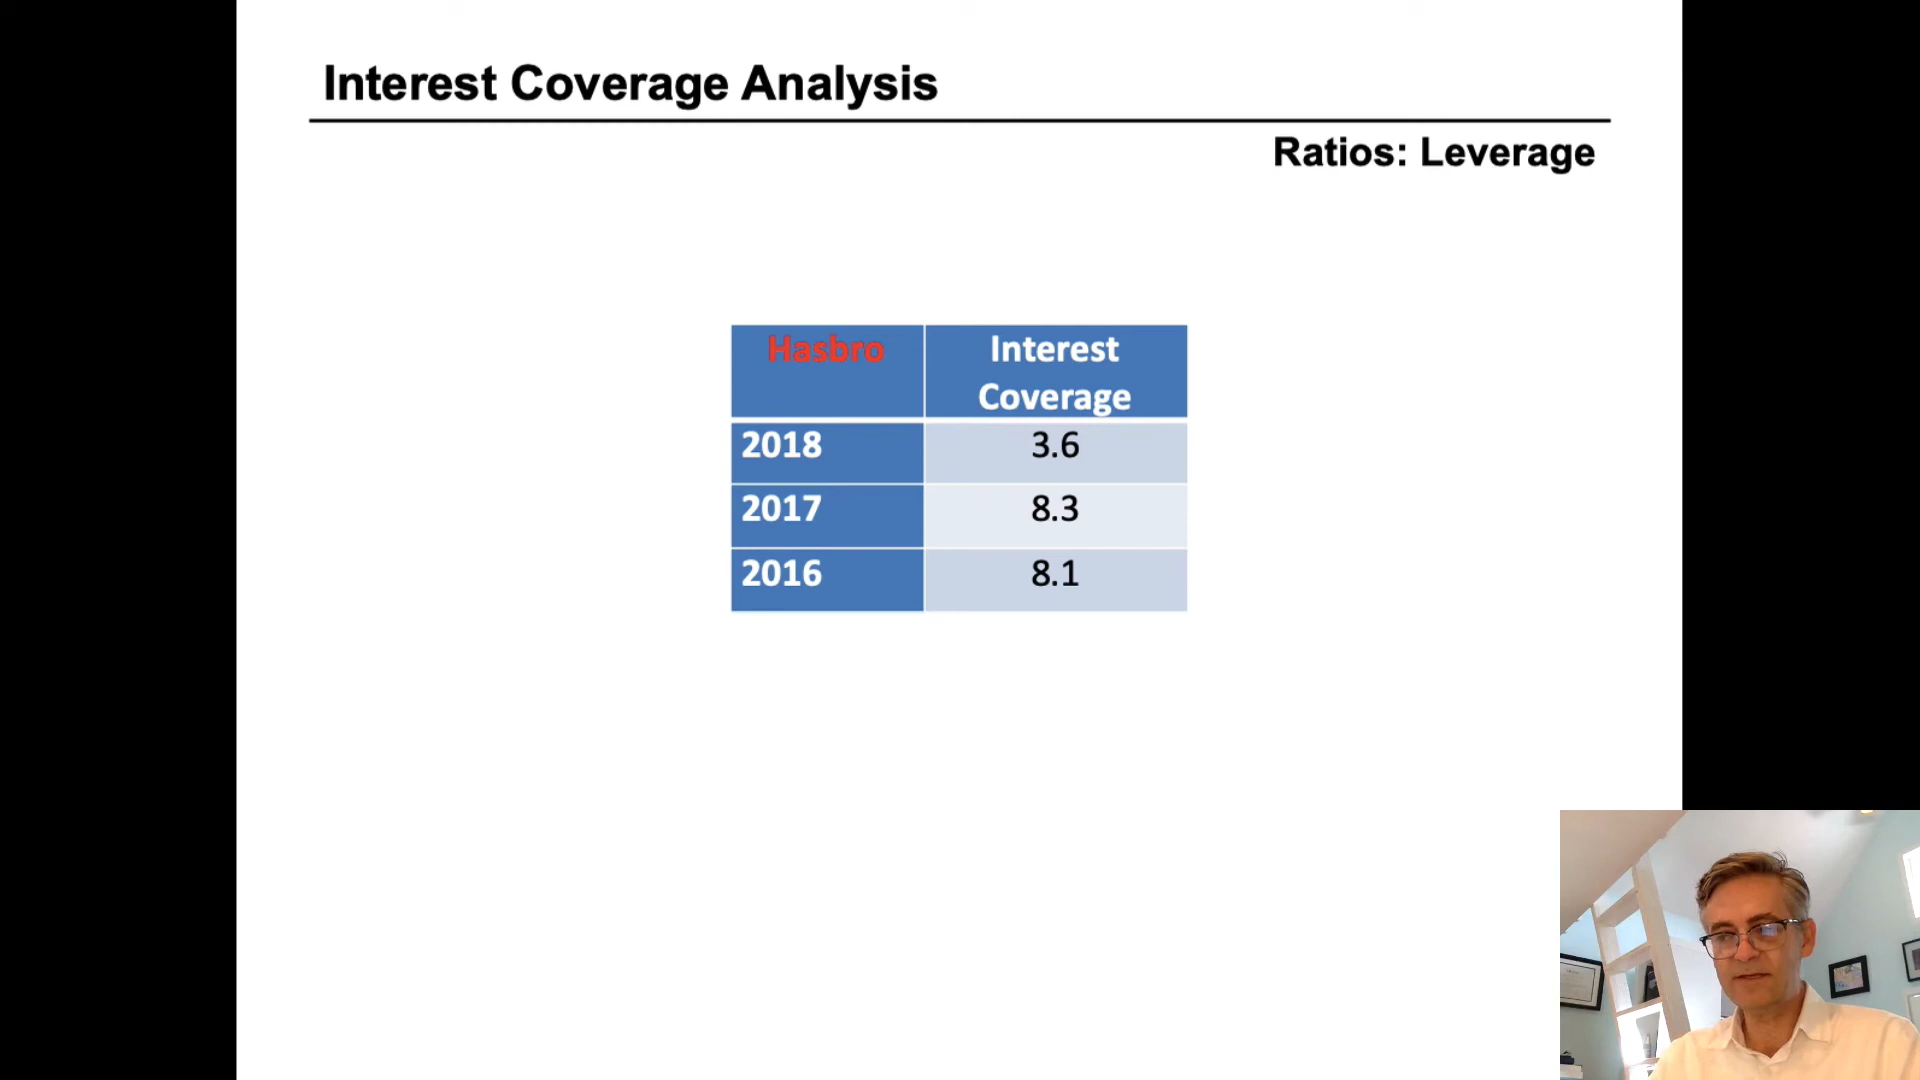 Interest Coverage Analysis
Ratios: Leverage
Hasbro Interest
Coverage
2018 3.6
2017 8.3
2016 8.1